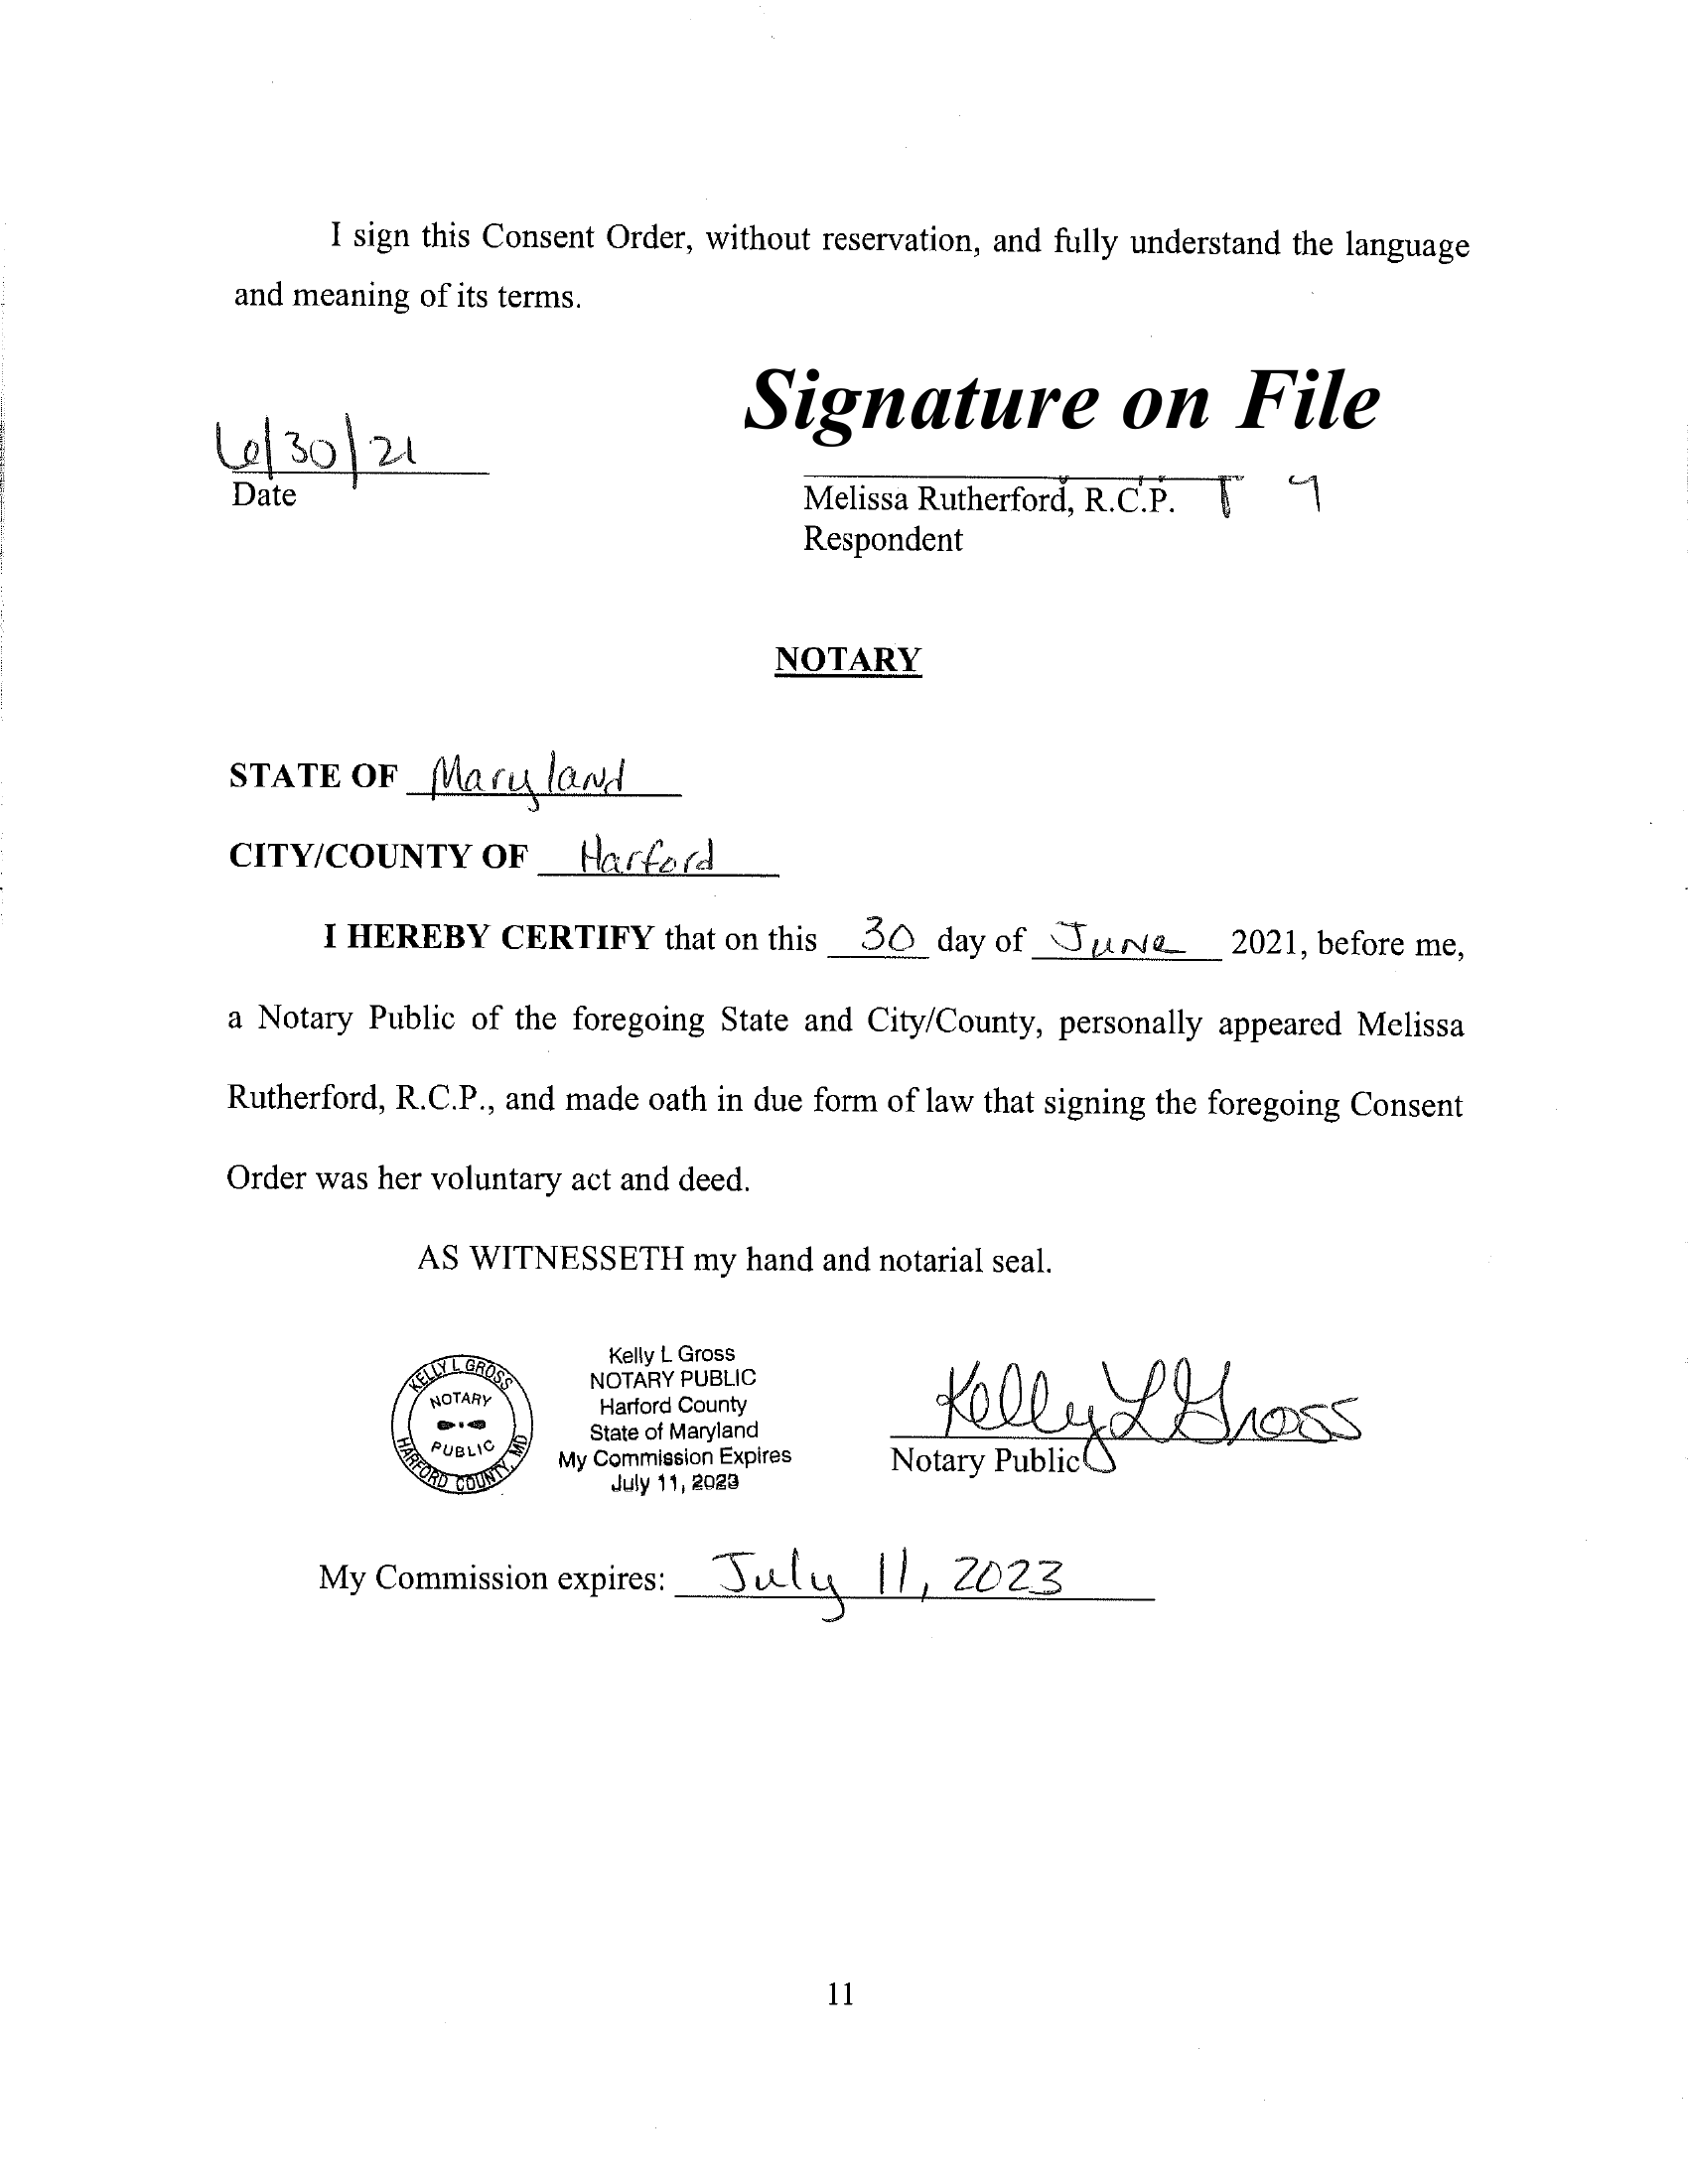 I sign this Consent Order, without reservation, and fully understand the language
and meaning of its terms.
Signature on File
6/30/21
Date
Melissa Rutherford, R.C.P.
Respondent
NOTARY
STATE OF Maryland
CITY/COUNTY OF Harford
I HEREBY CERTIFY that on this 30 day of June 2021, before me,
a Notary Public of the foregoing State and City/County, personally appeared Melissa
Rutherford, R.C.P., and made oath in due form of law that signing the foregoing Consent
Order was her voluntary act and deed.
AS WITNESSETH my hand and notarial seal.
KELLY L GROSS
NOTARY
PUBLIC
HARFORD COUNTY, MD
Kelly L Gross
NOTARY PUBLIC
Harford County
State of Maryland
My Commission Expires
July 11, 2023
Kelly L Gross
Notary Public
My Commission expires: July 11, 2023
11